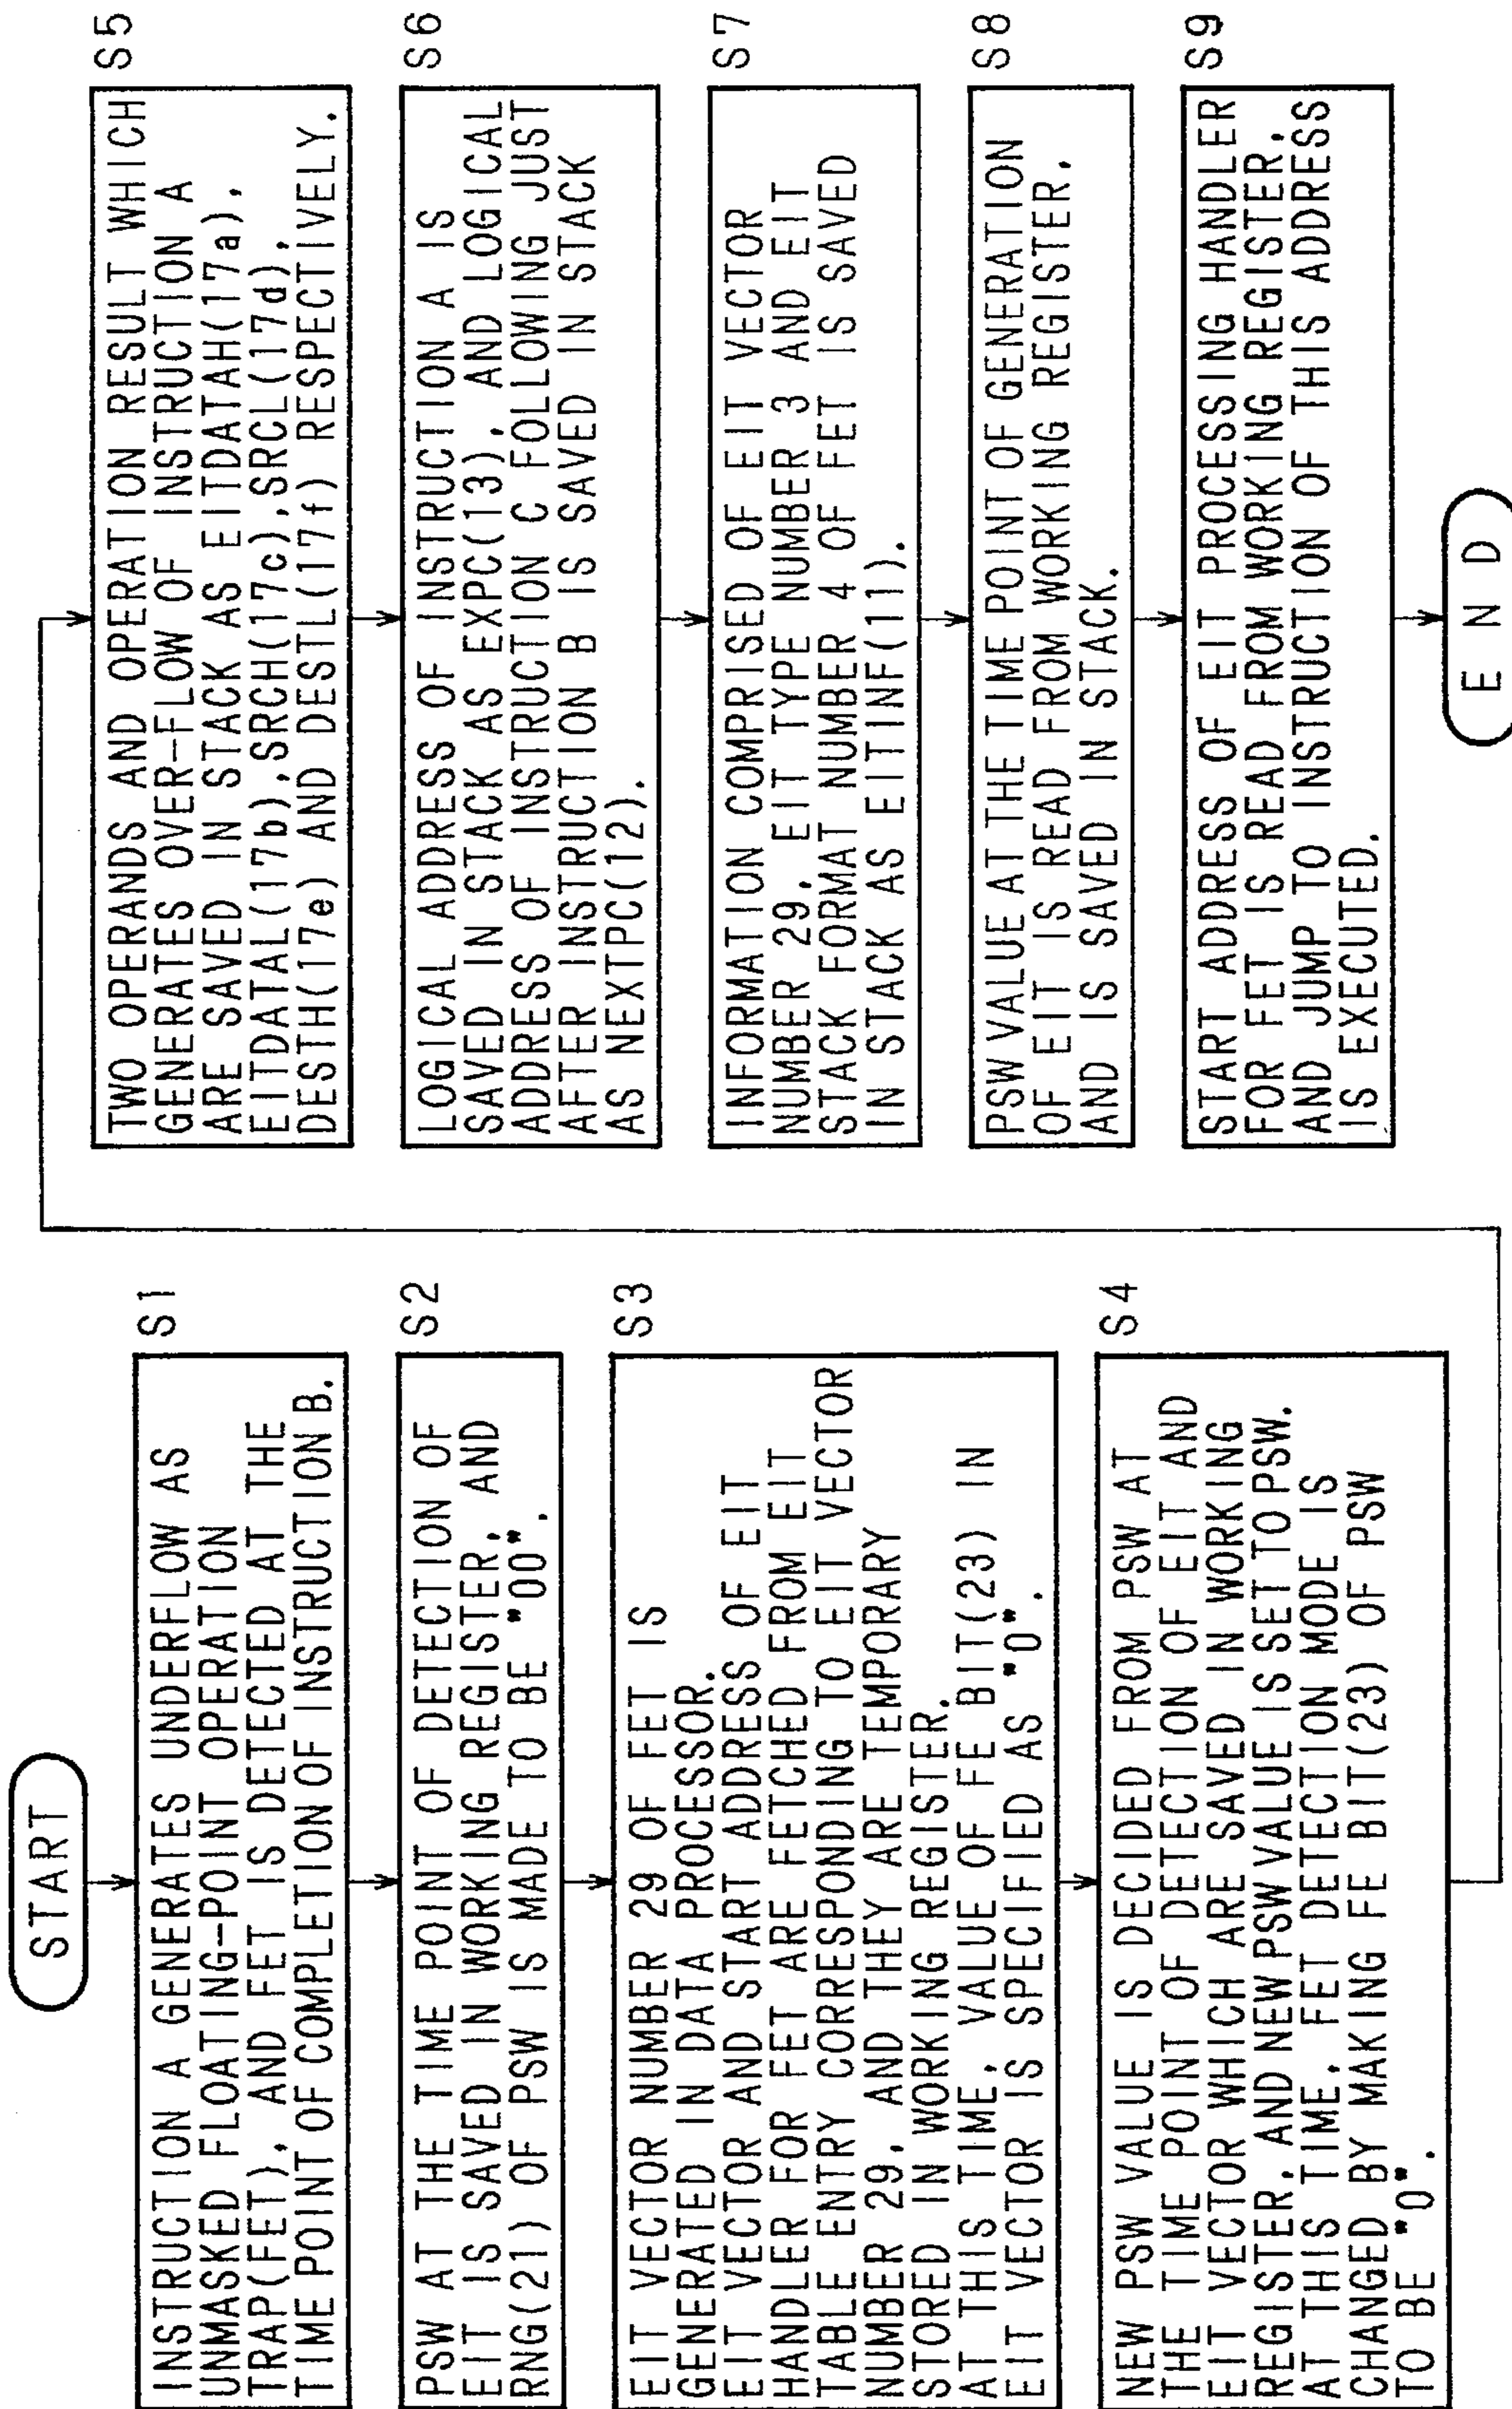 START
S1
INSTRUCTION A GENERATES UNDERFLOW AS
UNMASKED FLOATING-POINT OPERATION
TRAP(FET), AND FET IS DETECTED AT THE
TIME POINT OF COMPLETION OF INSTRUCTION B.
S2
PSW AT THE TIME POINT OF DETECTION OF
EIT IS SAVED IN WORKING REGISTER, AND
RNG(21) OF PSW IS MADE TO BE "00".
S3
EIT VECTOR NUMBER 29 OF FET IS
GENERATED IN DATA PROCESSOR.
EIT VECTOR AND START ADDRESS OF EIT
HANDLER FOR FET ARE FETCHED FROM EIT
TABLE ENTRY CORRESPONDING TO EIT VECTOR
NUMBER 29, AND THEY ARE TEMPORARY
STORED IN WORKING REGISTER.
AT THIS TIME, VALUE OF FE BIT(23) IN
EIT VECTOR IS SPECIFIED AS "0".
S4
NEW PSW VALUE IS DECIDED FROM PSW AT
THE TIME POINT OF DETECTION OF EIT AND
EIT VECTOR WHICH ARE SAVED IN WORKING
REGISTER, AND NEW PSW VALUE IS SET TO PSW.
AT THIS TIME, FET DETECTION MODE IS
CHANGED BY MAKING FE BIT(23) OF PSW
TO BE "0".
S5
TWO OPERANDS AND OPERATION RESULT WHICH
GENERATES OVER-FLOW OF INSTRUCTION A
ARE SAVED IN STACK AS EITDATAH(17a),
EITDATAL(17b),SRCH(17c),SRCL(17d),
DESTH(17e) AND DESTL(17f) RESPECTIVELY.
S6
LOGICAL ADDRESS OF INSTRUCTION A IS
SAVED IN STACK AS EXPC(13), AND LOGICAL
ADDRESS OF INSTRUCTION C FOLLOWING JUST
AFTER INSTRUCTION B IS SAVED IN STACK
AS NEXTPC(12).
S7
INFORMATION COMPRISED OF EIT VECTOR
NUMBER 29, EIT TYPE NUMBER 3 AND EIT
STACK FORMAT NUMBER 4 OF FET IS SAVED
IN STACK AS EITINF(11).
S8
PSW VALUE AT THE TIME POINT OF GENERATION
OF EIT IS READ FROM WORKING REGISTER,
AND IS SAVED IN STACK.
S9
START ADDRESS OF EIT PROCESSING HANDLER
FOR FET IS READ FROM WORKING REGISTER,
AND JUMP TO INSTRUCTION OF THIS ADDRESS
IS EXECUTED.
END